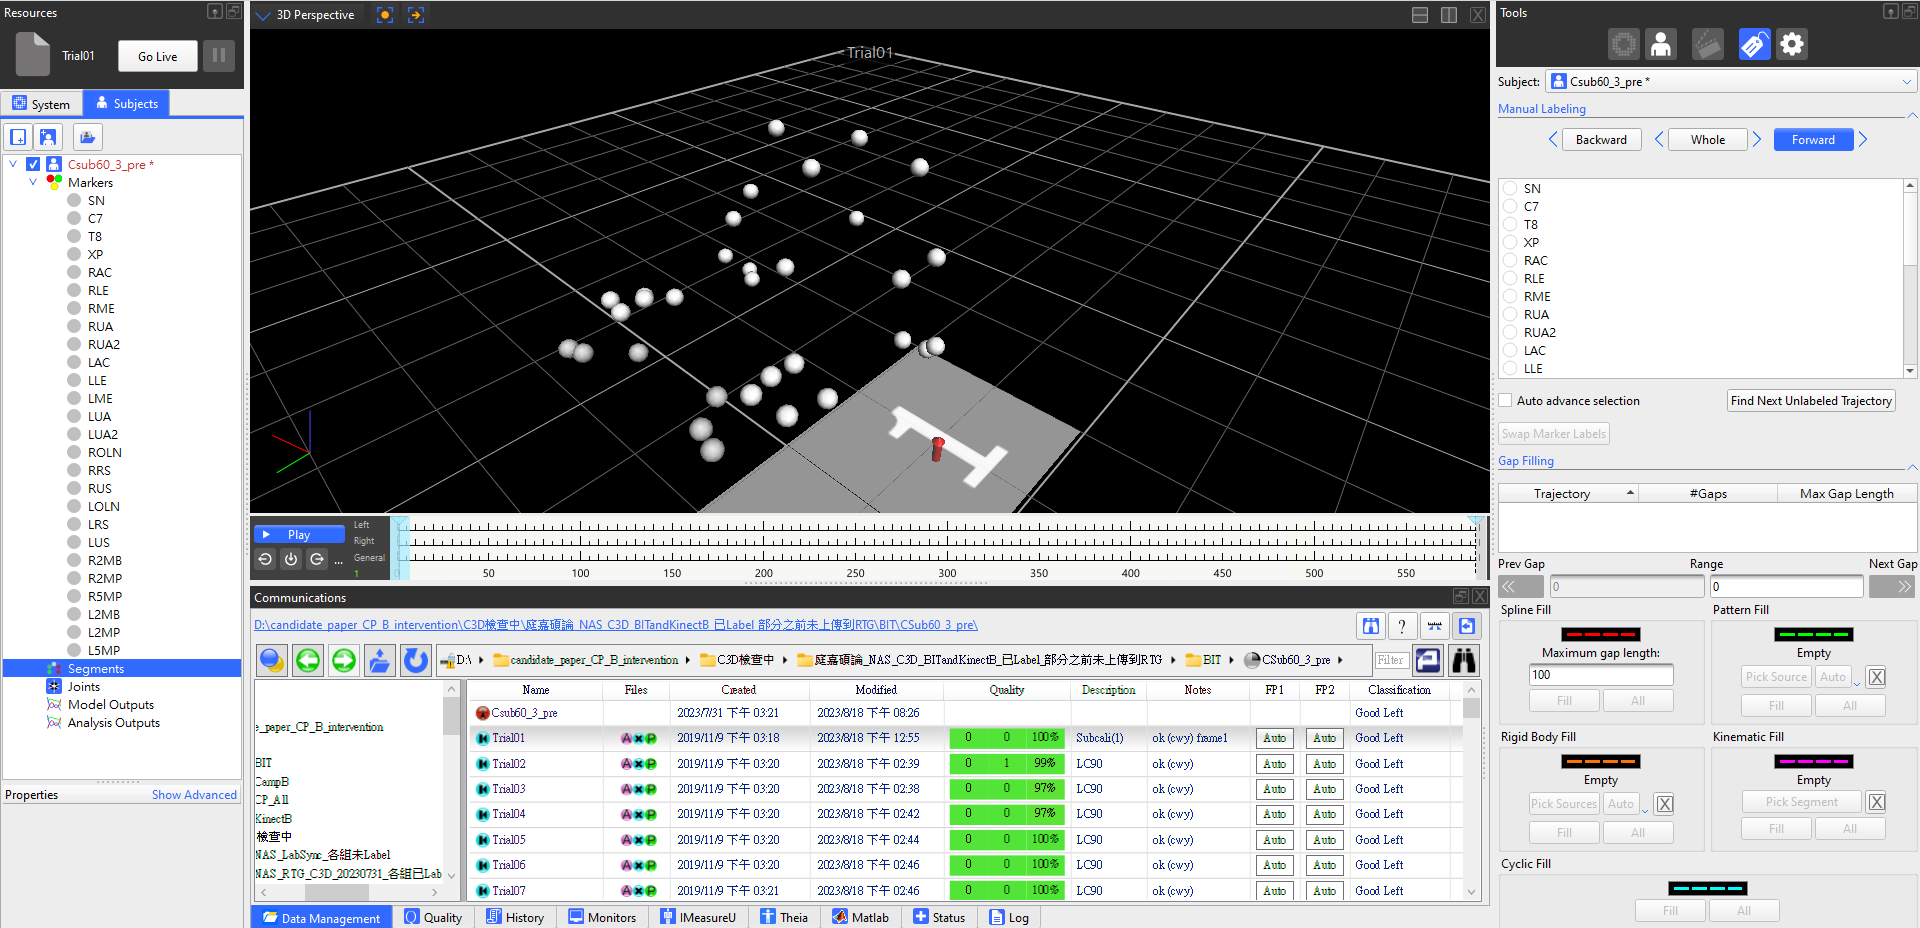 Resources
Trial01
Go Live
System
Subjects
Csub60_3_pre *
Markers
SN
C7
T8
XP
RAC
RLE
RME
RUA
RUA2
LAC
LLE
LME
LUA
LUA2
ROLN
RRS
RUS
LOLN
LRS
LUS
R2MB
R2MP
R5MP
L2MB
L2MP
L5MP
Segments
Joints
Model Outputs
Analysis Outputs
Properties
Show Advanced
3D Perspective
Trial01
Play
Left
Right
General
1
...
0
50
100
150
200
250
300
350
400
450
500
550
Communications
D:\candidate_paper_CP_B_intervention\C3D檢查中\庭嘉碩論_NAS_C3D_BITandKinectB_已Label_部分之前未上傳到RTG\BIT\CSub60_3_pre\
D:\
candidate_paper_CP_B_intervention
C3D檢查中
庭嘉碩論_NAS_C3D_BITandKinectB_已Label_部分之前未上傳到RTG
BIT
CSub60_3_pre
Filter
e_paper_CP_B_intervention
BIT
CampB
CP_All
KinectB
檢查中
NAS_LabSync_各組未Label
NAS_RTG_C3D_20230731_各組已Lab
Name Files Created Modified Quality Description Notes FP1 FP2 Classification
Csub60_3_pre 2023/7/31 下午 03:21 2023/8/18 下午 08:26 Good Left
Trial01 A x P 2019/11/9 下午 03:18 2023/8/18 下午 12:55 0 0 100% Subcali(1) ok (cwy) frame1 Auto Auto Good Left
Trial02 A x P 2019/11/9 下午 03:20 2023/8/18 下午 02:39 0 1 99% LC90 ok (cwy) Auto Auto Good Left
Trial03 A x P 2019/11/9 下午 03:20 2023/8/18 下午 02:38 0 0 97% LC90 ok (cwy) Auto Auto Good Left
Trial04 A x P 2019/11/9 下午 03:20 2023/8/18 下午 02:42 0 0 97% LC90 ok (cwy) Auto Auto Good Left
Trial05 A x P 2019/11/9 下午 03:20 2023/8/18 下午 02:44 0 0 100% LC90 ok (cwy) Auto Auto Good Left
Trial06 A x P 2019/11/9 下午 03:20 2023/8/18 下午 02:46 0 0 100% LC90 ok (cwy) Auto Auto Good Left
Trial07 A x P 2019/11/9 下午 03:21 2023/8/18 下午 02:46 0 0 100% LC90 ok (cwy) Auto Auto Good Left
Data Management
Quality
History
Monitors
IMeasureU
Theia
Matlab
Status
Log
Tools
Subject: Csub60_3_pre *
Manual Labeling
Backward
Whole
Forward
SN
C7
T8
XP
RAC
RLE
RME
RUA
RUA2
LAC
LLE
Auto advance selection
Find Next Unlabeled Trajectory
Swap Marker Labels
Gap Filling
Trajectory #Gaps Max Gap Length
Prev Gap Range Next Gap
0 0
Spline Fill
Maximum gap length:
100
Fill All
Pattern Fill
Empty
Pick Source Auto
Fill All
Rigid Body Fill
Empty
Pick Sources Auto
Fill All
Kinematic Fill
Empty
Pick Segment
Fill All
Cyclic Fill
Fill All